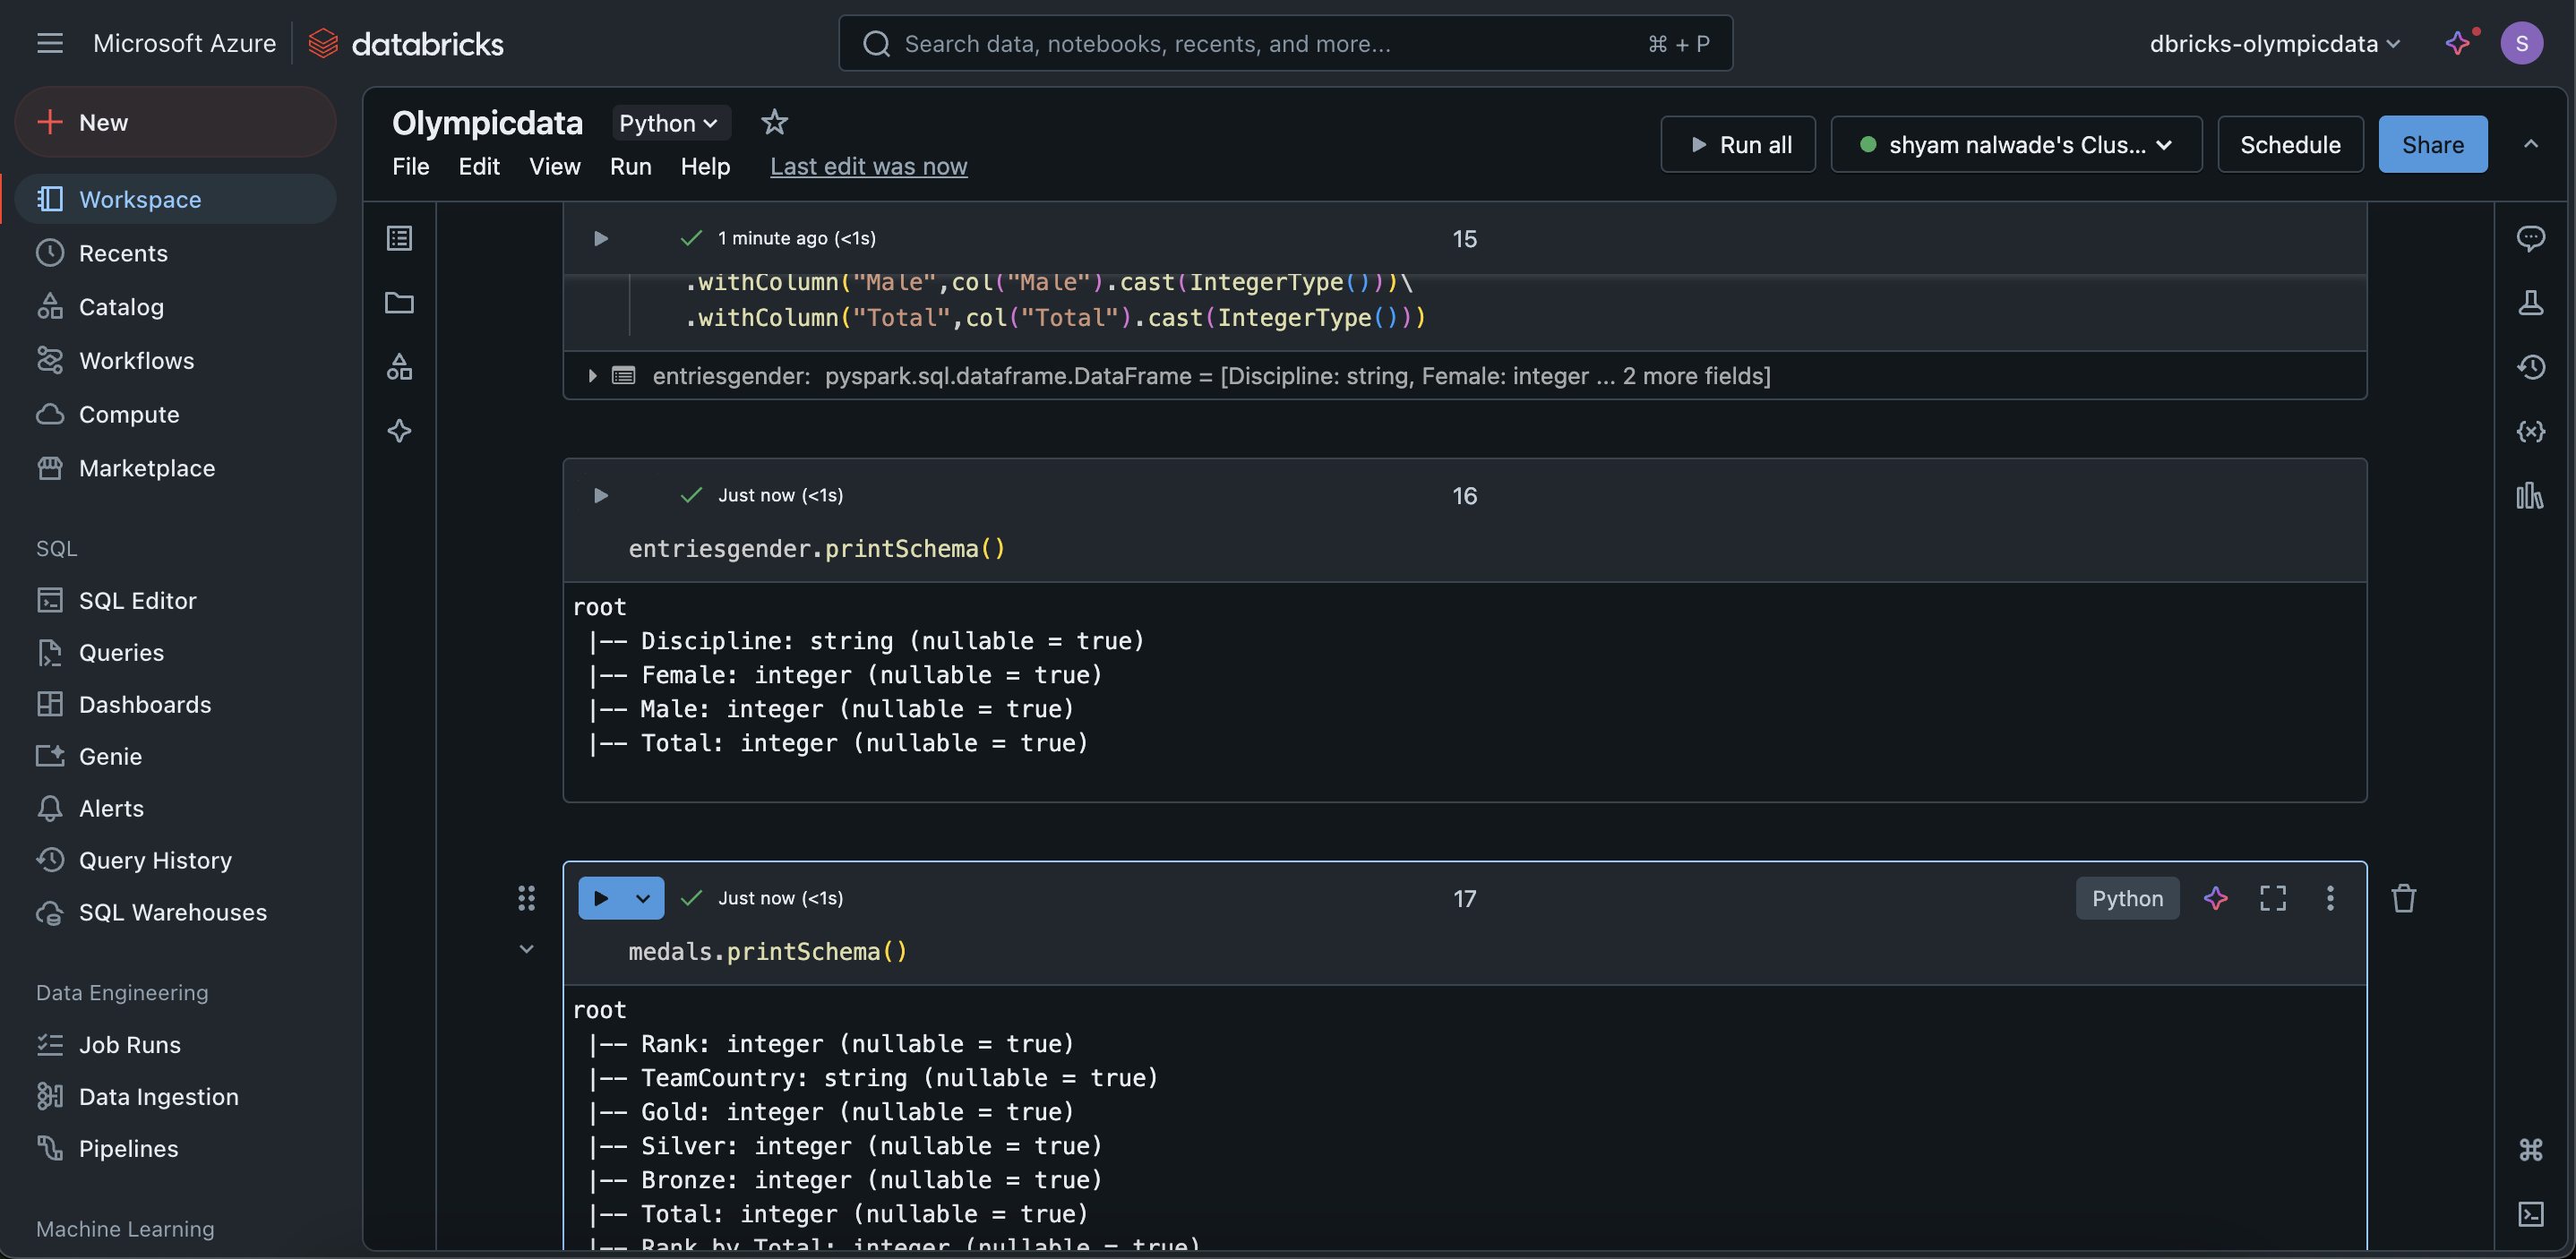 Microsoft Azure databricks Search data, notebooks, recents, and more... ⌘ + P dbricks-olympicdata S
New
Workspace
Recents
Catalog
Workflows
Compute
Marketplace
SQL
SQL Editor
Queries
Dashboards
Genie
Alerts
Query History
SQL Warehouses
Data Engineering
Job Runs
Data Ingestion
Pipelines
Machine Learning
Olympicdata Python
File Edit View Run Help Last edit was now
Run all shyam nalwade's Clus... Schedule Share
1 minute ago (<1s) 15
.withColumn("Male",col("Male").cast(IntegerType()))\
.withColumn("Total",col("Total").cast(IntegerType()))
entriesgender: pyspark.sql.dataframe.DataFrame = [Discipline: string, Female: integer ... 2 more fields]
Just now (<1s) 16
entriesgender.printSchema()
root
|-- Discipline: string (nullable = true)
|-- Female: integer (nullable = true)
|-- Male: integer (nullable = true)
|-- Total: integer (nullable = true)
Just now (<1s) 17 Python
medals.printSchema()
root
|-- Rank: integer (nullable = true)
|-- TeamCountry: string (nullable = true)
|-- Gold: integer (nullable = true)
|-- Silver: integer (nullable = true)
|-- Bronze: integer (nullable = true)
|-- Total: integer (nullable = true)
|-- Rank by Total: integer (nullable = true)